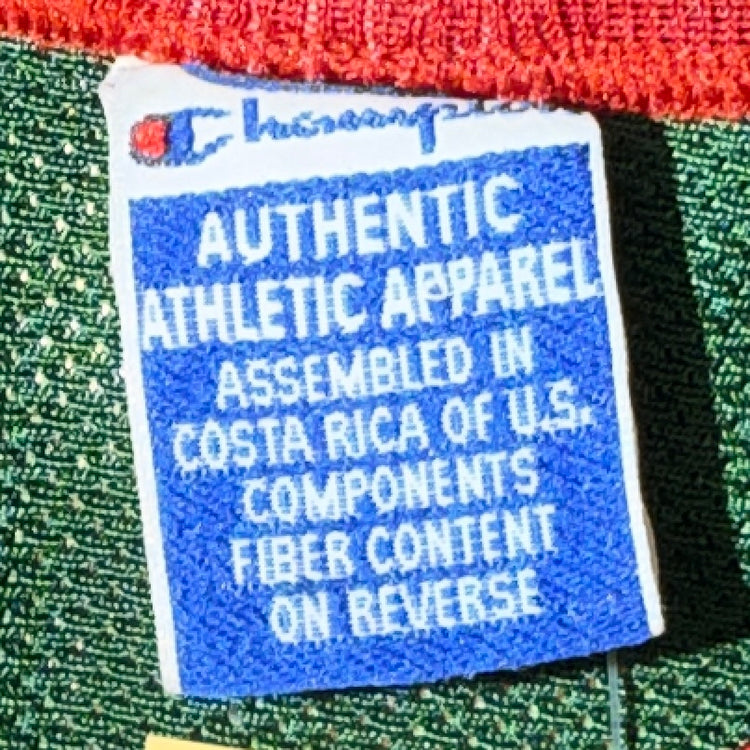 Champion
AUTHENTIC
ATHLETIC APPAREL
ASSEMBLED IN
COSTA RICA OF U.S.
COMPONENTS
FIBER CONTENT
ON REVERSE